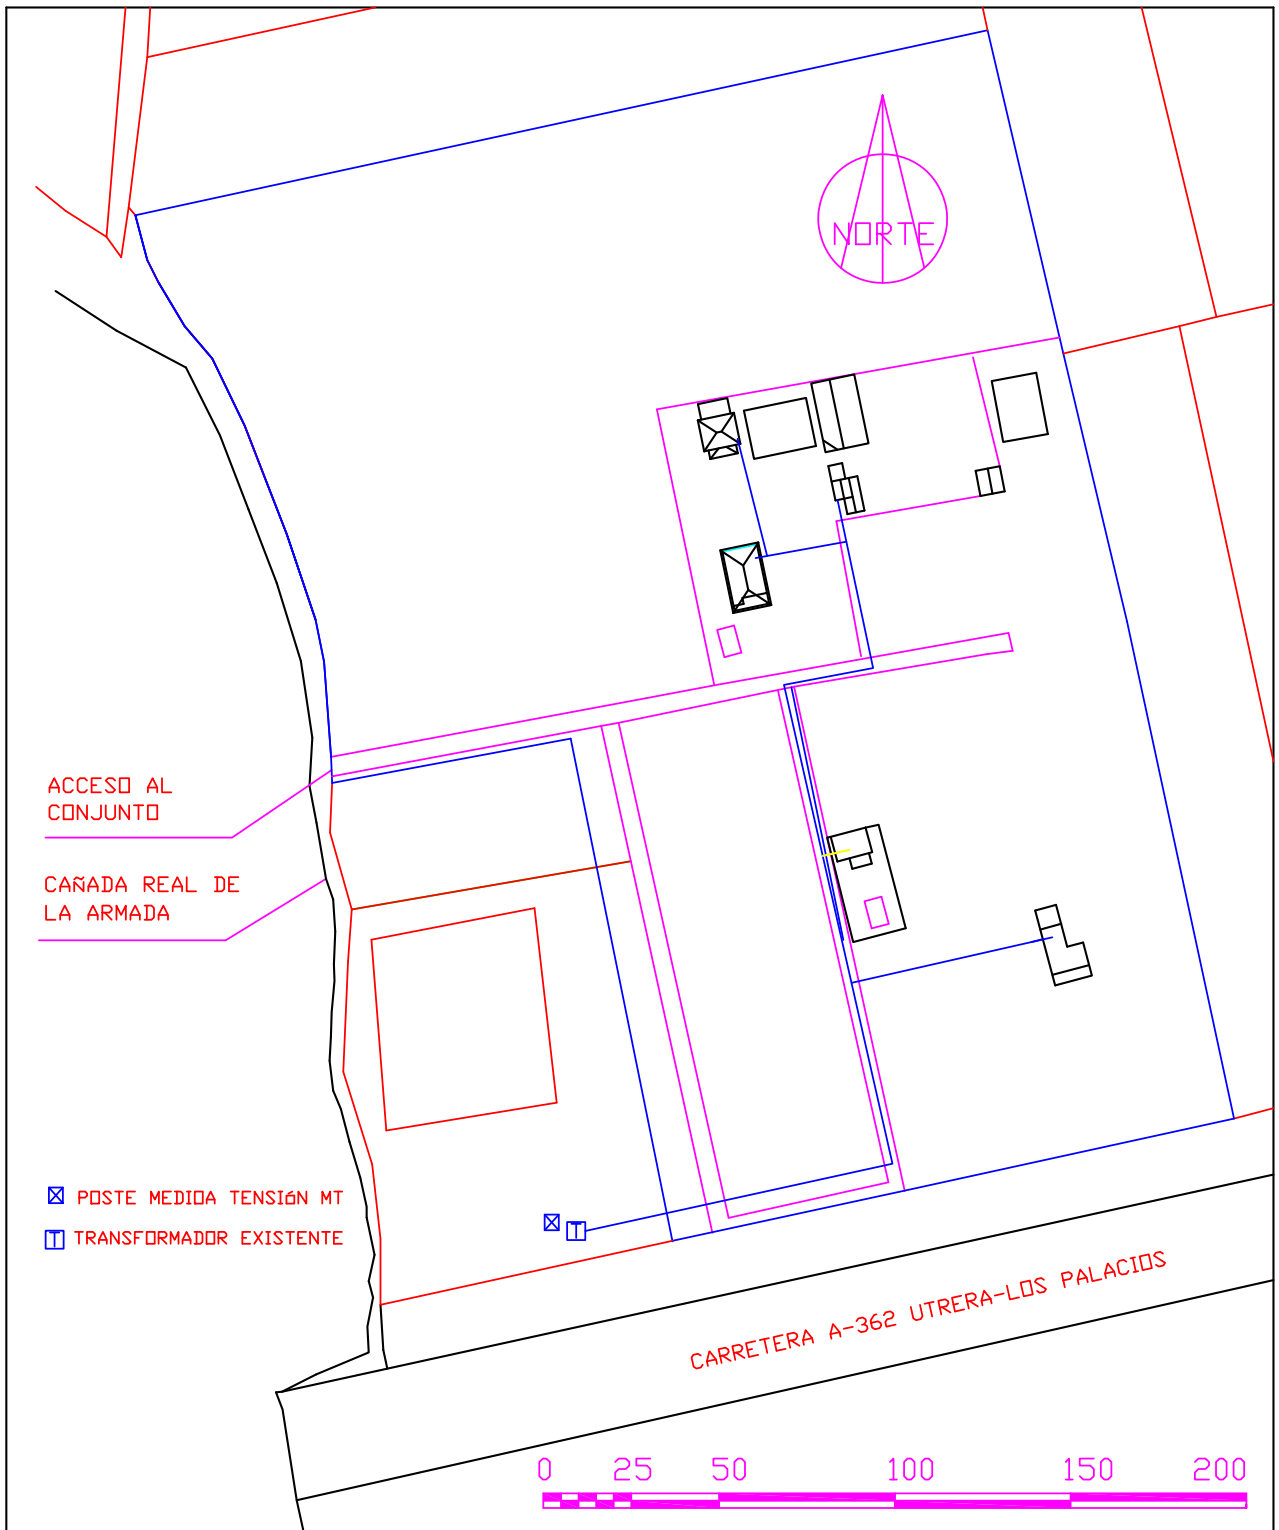 NORTE
ACCESO AL
CONJUNTO
CAÑADA REAL DE
LA ARMADA
POSTE MEDIDA TENSIóN MT
T TRANSFORMADOR EXISTENTE
T
CARRETERA A-362 UTRERA-LOS PALACIOS
0 25 50 100 150 200